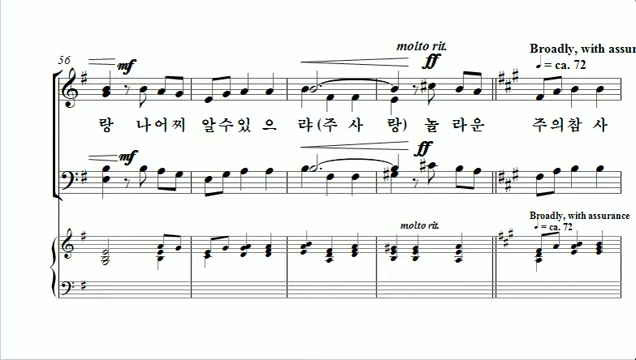 molto rit.
Broadly, with assur
56
mf
ff
= ca. 72
랑 나어찌 알수있으 랴(주 사 랑) 놀 라운 주의참 사
mf
ff
Broadly, with assurance
molto rit.
= ca. 72